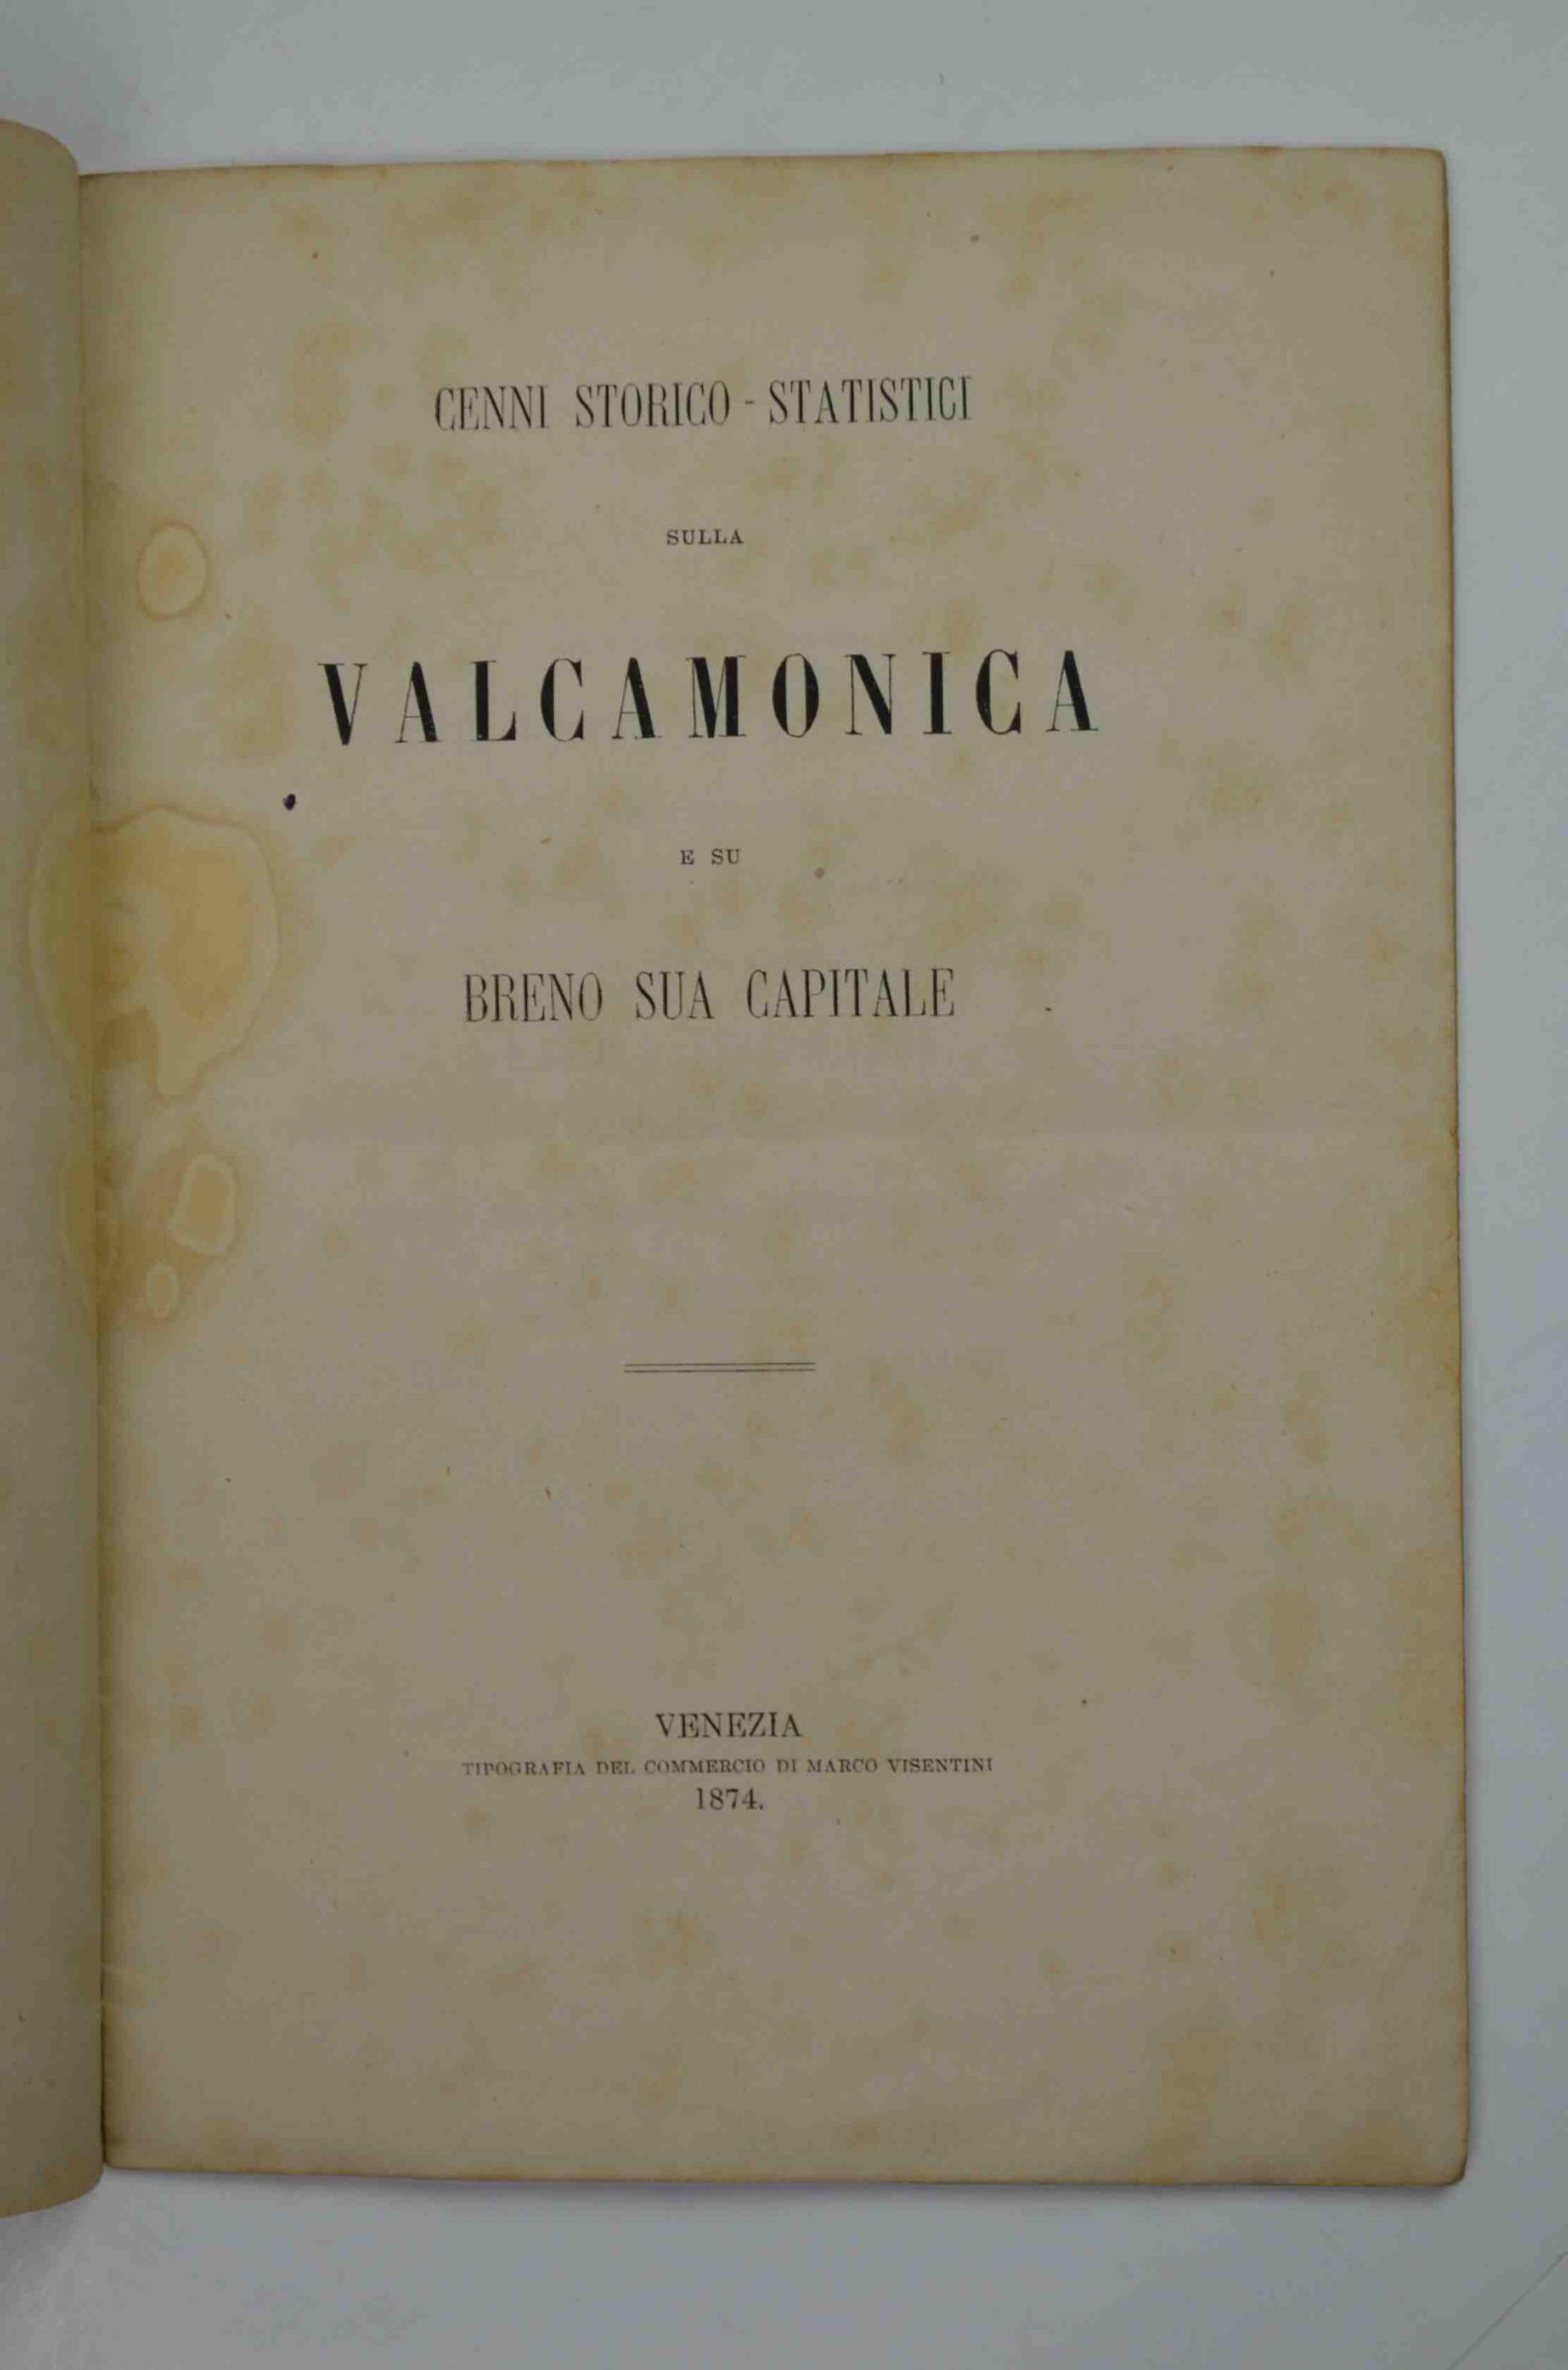 CENNI STORICO - STATISTICI
SULLA
VALCAMONICA
E SU
BRENO SUA CAPITALE
VENEZIA
TIPOGRAFIA DEL COMMERCIO DI MARCO VISENTINI
1874.